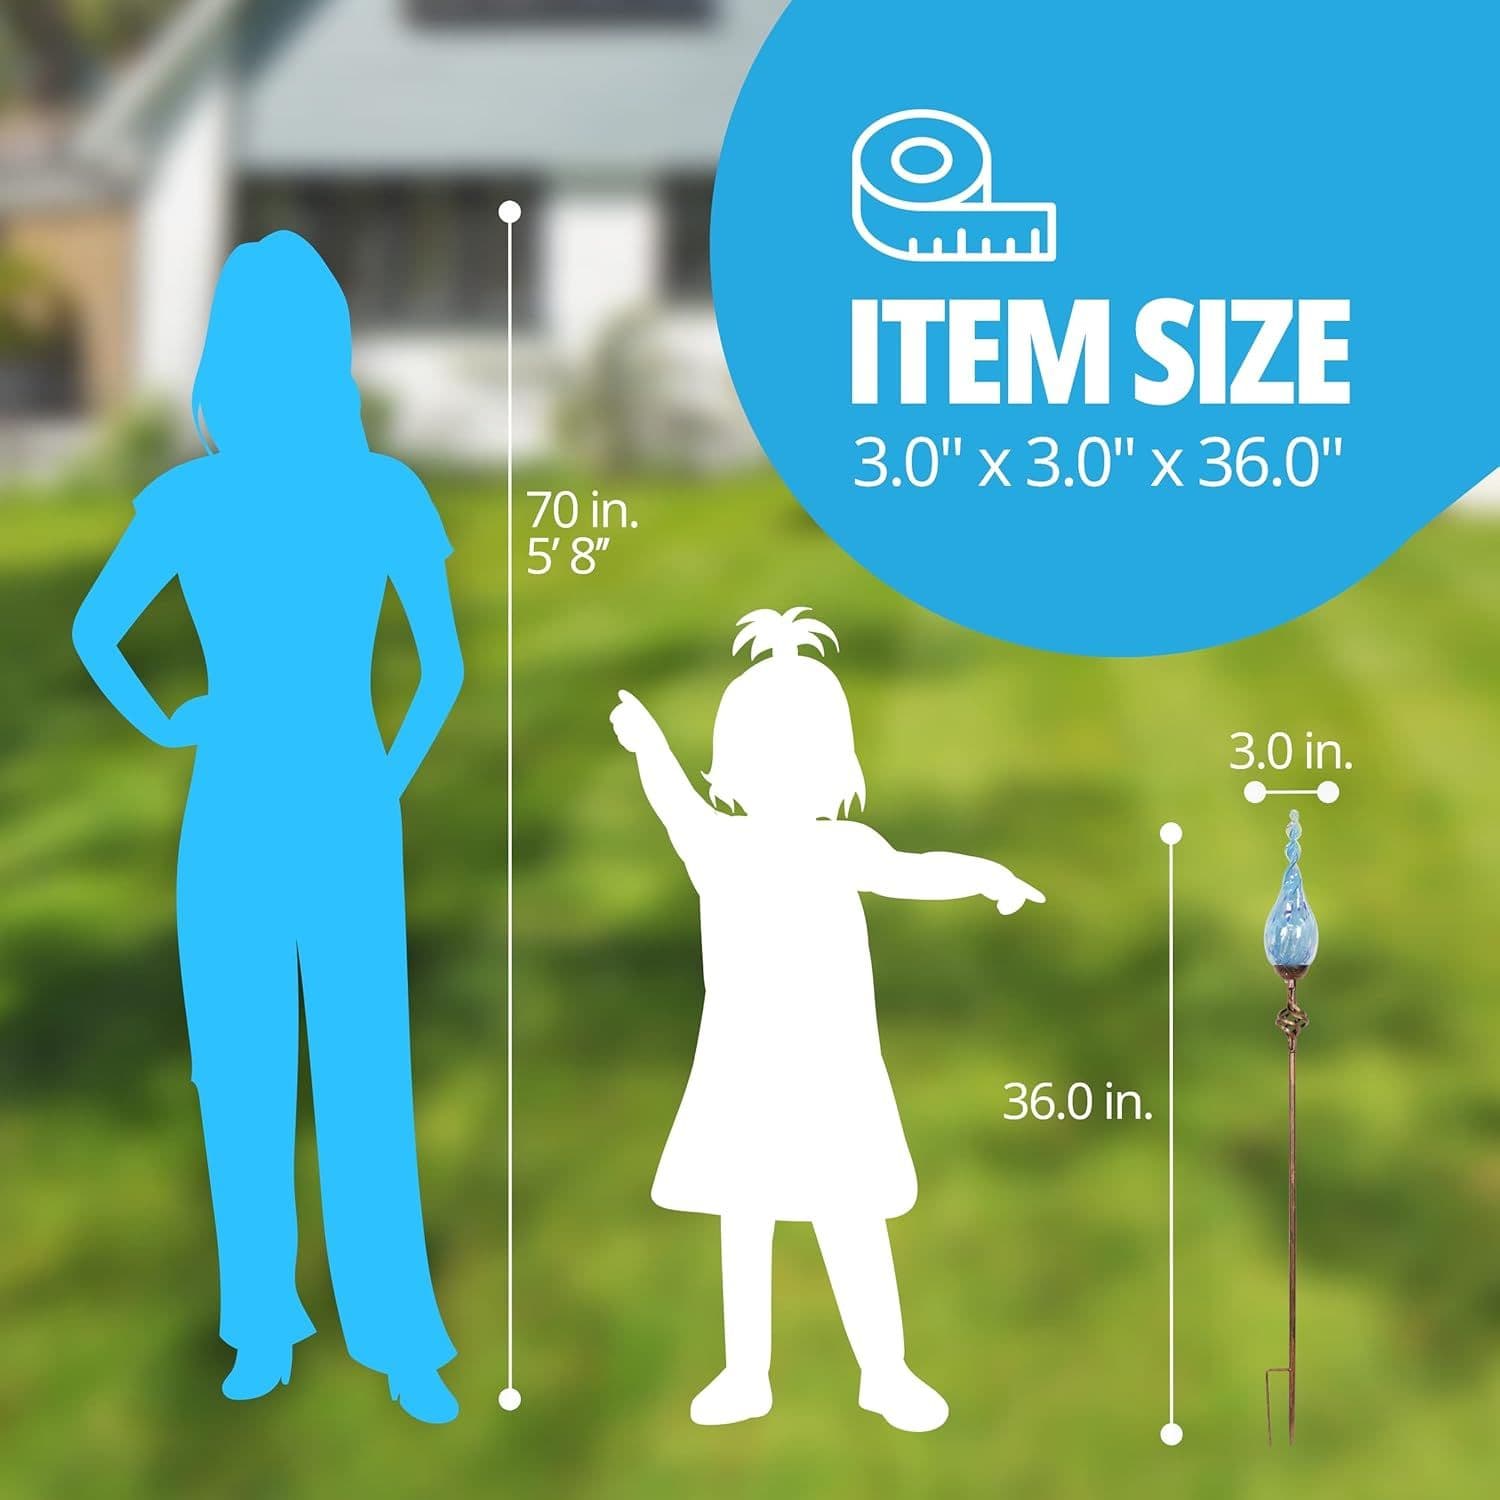 ITEM SIZE
3.0" x 3.0" x 36.0"
70 in.
5’ 8”
3.0 in.
36.0 in.